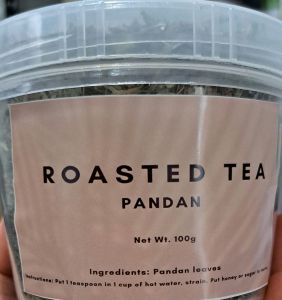 ROASTED TEA
PANDAN
Net Wt. 100g
Ingredients: Pandan leaves
Instructions: Put 1 teaspoon in 1 cup of hot water, strain. Put honey or sugar to